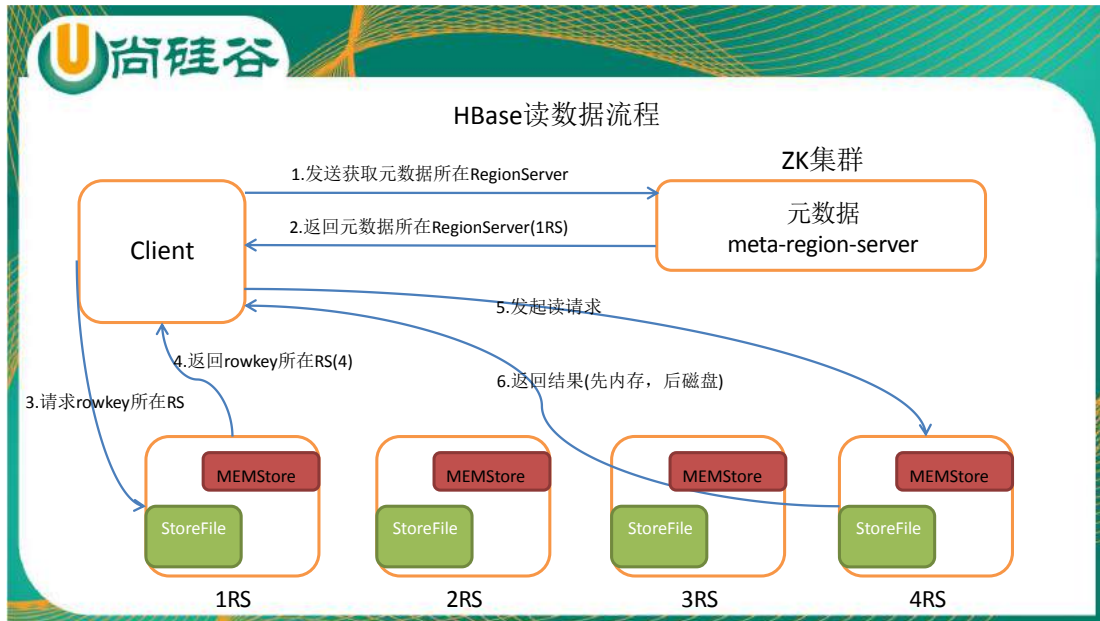 U尚硅谷
HBase读数据流程
ZK集群
1.发送获取元数据所在RegionServer
元数据
meta-region-server
2.返回元数据所在RegionServer(1RS)
Client
5.发起读请求
4.返回rowkey所在RS(4)
6.返回结果(先内存，后磁盘)
3.请求rowkey所在RS
MEMStore
MEMStore
MEMStore
MEMStore
StoreFile
StoreFile
StoreFile
StoreFile
1RS
2RS
3RS
4RS